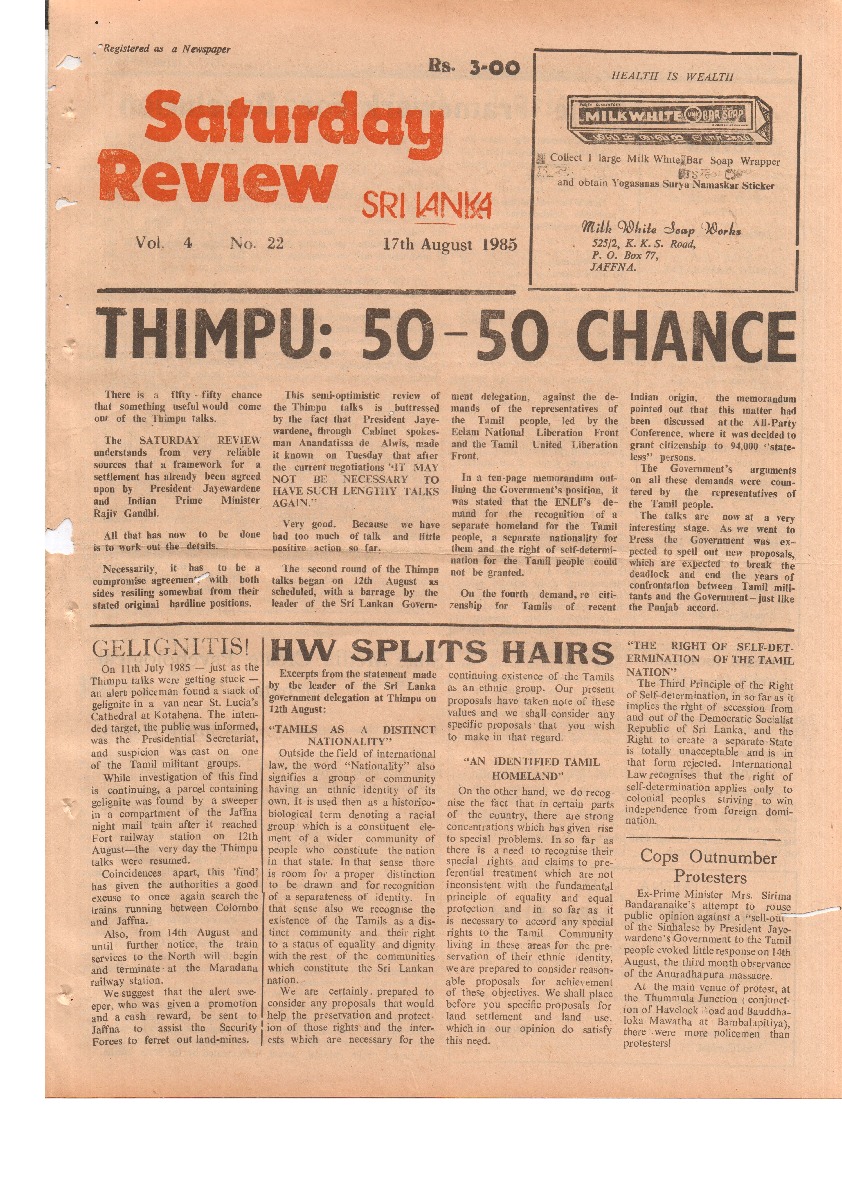 Registered as a Newspaper
Rs. 3-00
Saturday
Review
SRI LANKA
Vol. 4 No. 22 17th August 1985
HEALTH IS WEALTH
MILKWHITE BAR SOAP
Collect 1 large Milk White Bar Soap Wrapper
and obtain Yogasanas Surya Namaskar Sticker
Milk White Soap Works
525/2, K. K. S. Road,
P. O. Box 77,
JAFFNA.
THIMPU: 50-50 CHANCE
There is a fifty-fifty chance
that something useful would come
out of the Thimpu talks.
The SATURDAY REVIEW
understands from very reliable
sources that a framework for a
settlement has already been agreed
upon by President Jayewardene
and Indian Prime Minister
Rajiv Gandhi.
All that has now to be done
is to work out the details.
Necessarily, it has to be a
compromise agreement with both
sides resiling somewhat from their
stated original hardline positions.
This semi-optimistic review of
the Thimpu talks is buttressed
by the fact that President Jaye-
wardene, through Cabinet spokes-
man Anandatissa de Alwis, made
it known on Tuesday that after
the current negotiations "IT MAY
NOT BE NECESSARY TO
HAVE SUCH LENGTHY TALKS
AGAIN."
Very good. Because we have
had too much of talk and little
positive action so far.
The second round of the Thimpu
talks began on 12th August as
scheduled, with a barrage by the
leader of the Sri Lankan Govern-
ment delegation, against the de-
mands of the representatives of
the Tamil people, led by the
Eelam National Liberation Front
and the Tamil United Liberation
Front.
In a ten-page memorandum out-
lining the Government's position, it
was stated that the ENLF's de-
mand for the recognition of a
separate homeland for the Tamil
people, a separate nationality for
them and the right of self-determi-
nation for the Tamil people could
not be granted.
On the fourth demand, re citi-
zenship for Tamils of recent
Indian origin, the memorandum
pointed out that this matter had
been discussed at the All-Party
Conference, where it was decided to
grant citizenship to 94,000 "state-
less" persons.
The Government's arguments
on all these demands were coun-
tered by the representatives of
the Tamil people.
The talks are now at a very
interesting stage. As we went to
Press the Government was ex-
pected to spell out new proposals,
which are expected to break the
deadlock and end the years of
confrontation between Tamil mili-
tants and the Government—just like
the Punjab accord.
GELIGNITIS!
On 11th July 1985 — just as the
Thimpu talks were getting stuck —
an alert policeman found a stack of
gelignite in a van near St. Lucia's
Cathedral at Kotahena. The inten-
ded target, the public was informed,
was the Presidential Secretariat,
and suspicion was cast on one
of the Tamil militant groups.
While investigation of this find
is continuing, a parcel containing
gelignite was found by a sweeper
in a compartment of the Jaffna
night mail train after it reached
Fort railway station on 12th
August—the very day the Thimpu
talks were resumed.
Coincidences apart, this 'find'
has given the authorities a good
excuse to once again search the
trains running between Colombo
and Jaffna.
Also, from 14th August and
until further notice, the train
services to the North will begin
and terminate at the Maradana
railway station.
We suggest that the alert swe-
eper, who was given a promotion
and a cash reward, be sent to
Jaffna to assist the Security
Forces to ferret out land-mines.
HW SPLITS HAIRS
Excerpts from the statement made
by the leader of the Sri Lanka
government delegation at Thimpu on
12th August:
"TAMILS AS A DISTINCT
NATIONALITY"
Outside the field of international
law, the word "Nationality" also
signifies a group or community
having an ethnic identity of its
own. It is used then as a historico-
biological term denoting a racial
group which is a constituent ele-
ment of a wider community of
people who constitute the nation
in that state. In that sense there
is room for a proper distinction
to be drawn and for recognition
of a separateness of identity. In
that sense also we recognise the
existence of the Tamils as a dis-
tinct community and their right
to a status of equality and dignity
with the rest of the communities
which constitute the Sri Lankan
nation.
We are certainly prepared to
consider any proposals that would
help the preservation and protect-
ion of those rights and the inter-
ests which are necessary for the
continuing existence of the Tamils
as an ethnic group. Our present
proposals have taken note of these
values and we shall consider any
specific proposals that you wish
to make in that regard.
"AN IDENTIFIED TAMIL
HOMELAND"
On the other hand, we do recog-
nise the fact that in certain parts
of the country, there are strong
concentrations which has given rise
to special problems. In so far as
there is a need to recognise their
special rights and claims to pre-
ferential treatment which are not
inconsistent with the fundamental
principle of equality and equal
protection and in so far as it
is necessary to accord any special
rights to the Tamil Community
living in these areas for the pre-
servation of their ethnic identity,
we are prepared to consider reason-
able proposals for achievement
of these objectives. We shall place
before you specific proposals for
land settlement and land use,
which in our opinion do satisfy
this need.
"THE RIGHT OF SELF-DET-
ERMINATION OF THE TAMIL
NATION"
The Third Principle of the Right
of Self-determination, in so far as it
implies the right of secession from
and out of the Democratic Socialist
Republic of Sri Lanka, and the
Right to create a separate State
is totally unacceptable and is in
that form rejected. International
Law recognises that the right of
self-determination applies only to
colonial peoples striving to win
independence from foreign domi-
nation.
Cops Outnumber
Protesters
Ex-Prime Minister Mrs. Sirima
Bandaranaike's attempt to rouse
public opinion against a "sell-out
of the Sinhalese by President Jaye-
wardene's Government to the Tamil
people evoked little response on 14th
August, the third month observance
of the Anuradhapura massacre.
At the main venue of protest, at
the Thummula Junction (conjunct-
ion of Havelock Road and Bauddha-
loka Mawatha at Bambalapitiya),
there were more policemen than
protesters!